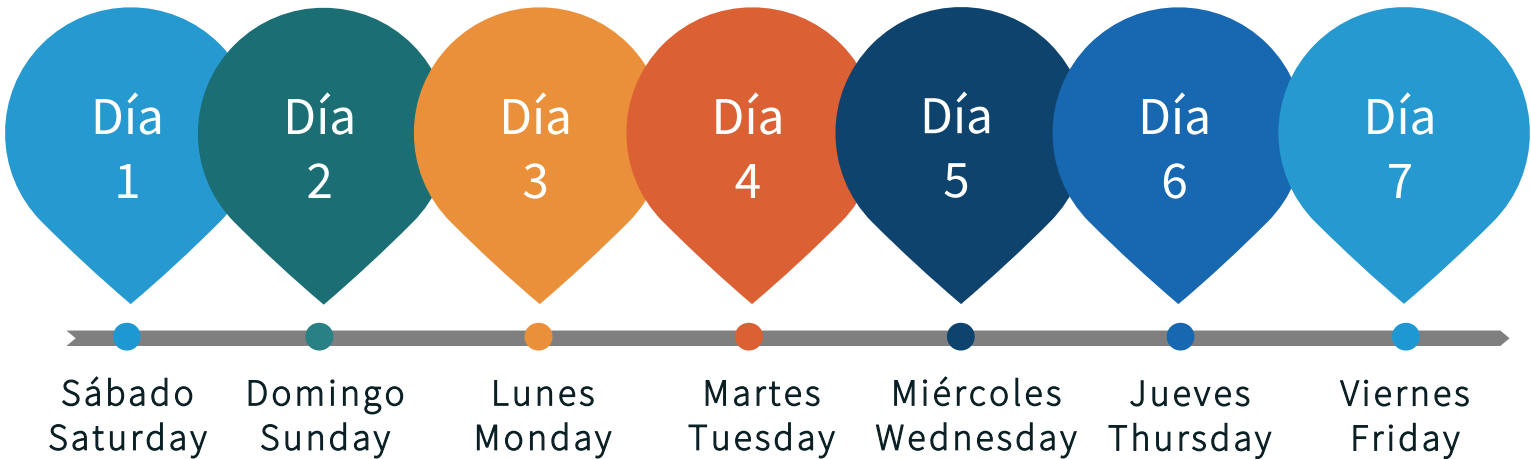 Día
1
Día
2
Día
3
Día
4
Día
5
Día
6
Día
7
Sábado
Saturday
Domingo
Sunday
Lunes
Monday
Martes
Tuesday
Miércoles
Wednesday
Jueves
Thursday
Viernes
Friday